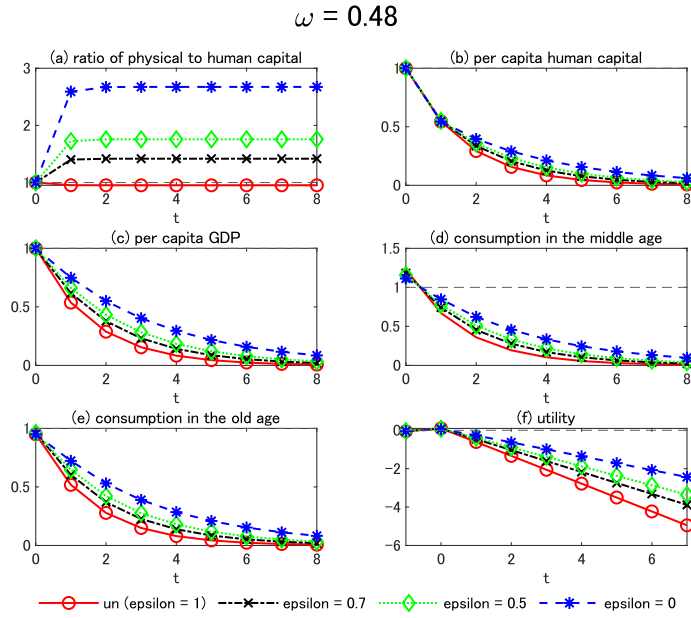 ω = 0.48
(a) ratio of physical to human capital
3
2
1
0 2 4 6 8
t
(b) per capita human capital
1
0.5
0
0 2 4 6 8
t
(c) per capita GDP
1
0.5
0
0 2 4 6 8
t
(d) consumption in the middle age
1.5
1
0.5
0
0 2 4 6 8
t
(e) consumption in the old age
1
0.5
0
0 2 4 6 8
t
(f) utility
0
−2
−4
−6
0 2 4 6
t
un (epsilon = 1) epsilon = 0.7 epsilon = 0.5 epsilon = 0